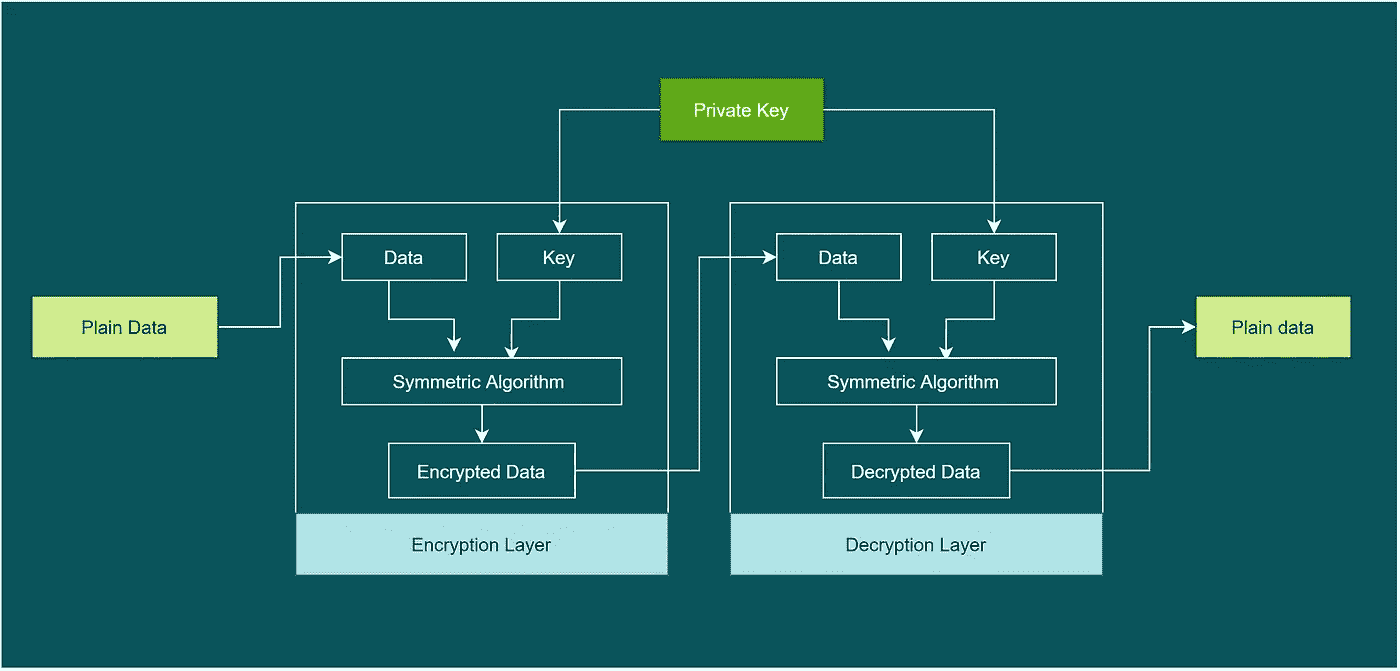 Private Key
Data
Key
Data
Key
Plain Data
Plain data
Symmetric Algorithm
Symmetric Algorithm
Encrypted Data
Decrypted Data
Encryption Layer
Decryption Layer